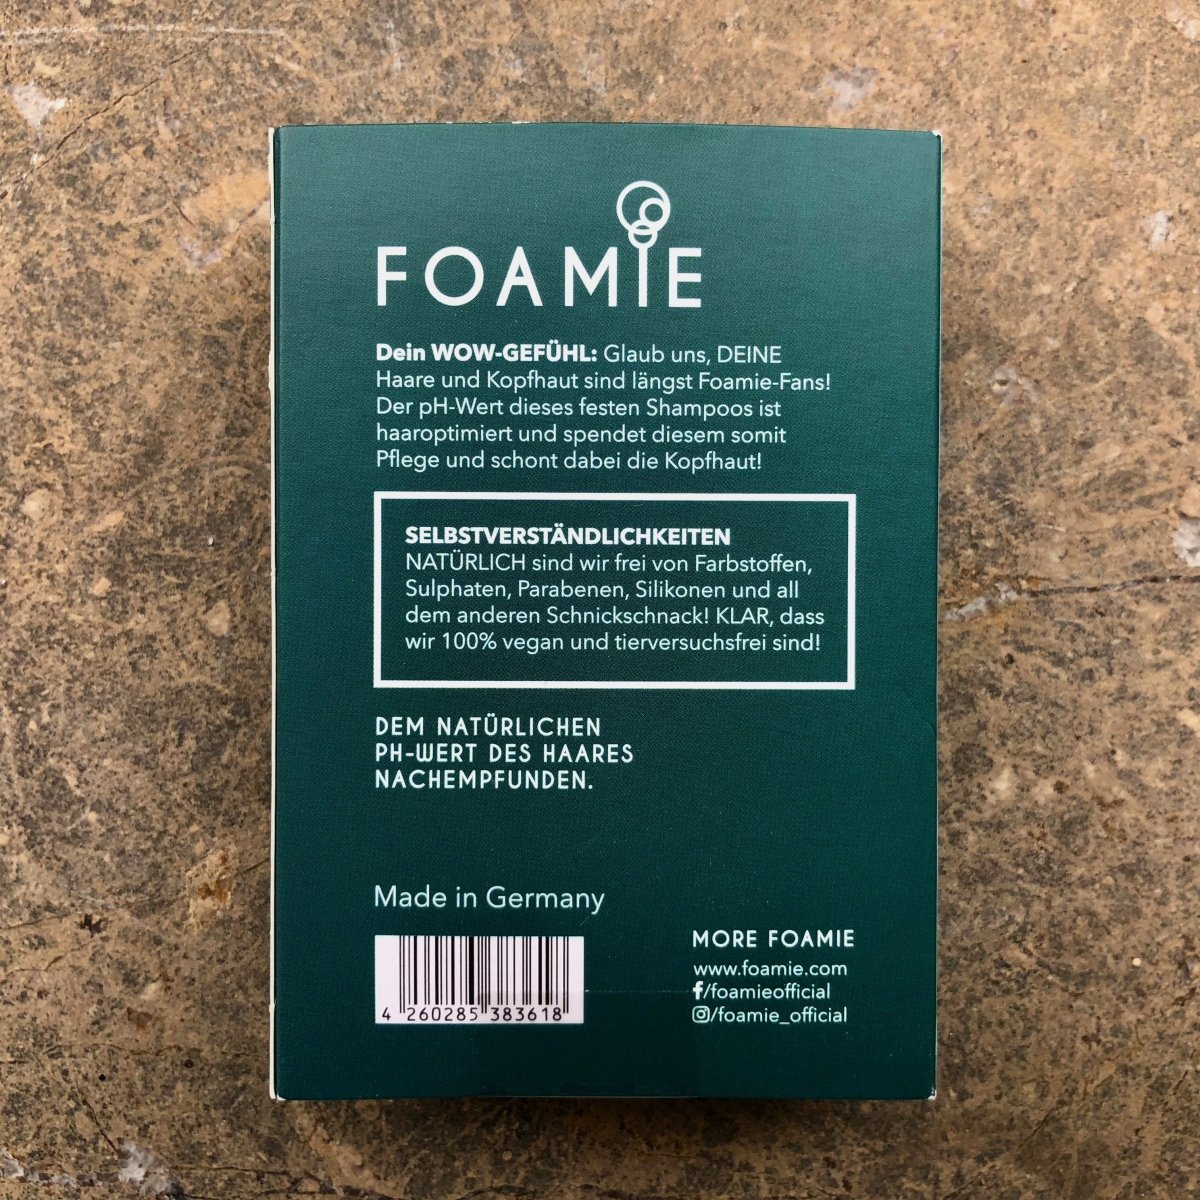 FOAMIE
Dein WOW-GEFÜHL: Glaub uns, DEINE
Haare und Kopfhaut sind längst Foamie-Fans!
Der pH-Wert dieses festen Shampoos ist
haaroptimiert und spendet diesem somit
Pflege und schont dabei die Kopfhaut!
SELBSTVERSTÄNDLICHKEITEN
NATÜRLICH sind wir frei von Farbstoffen,
Sulphaten, Parabenen, Silikonen und all
dem anderen Schnickschnack! KLAR, dass
wir 100% vegan und tierversuchsfrei sind!
DEM NATÜRLICHEN
PH-WERT DES HAARES
NACHEMPFUNDEN.
Made in Germany
4 260285 383618
MORE FOAMIE
www.foamie.com
f/foamieofficial
/foamie_official